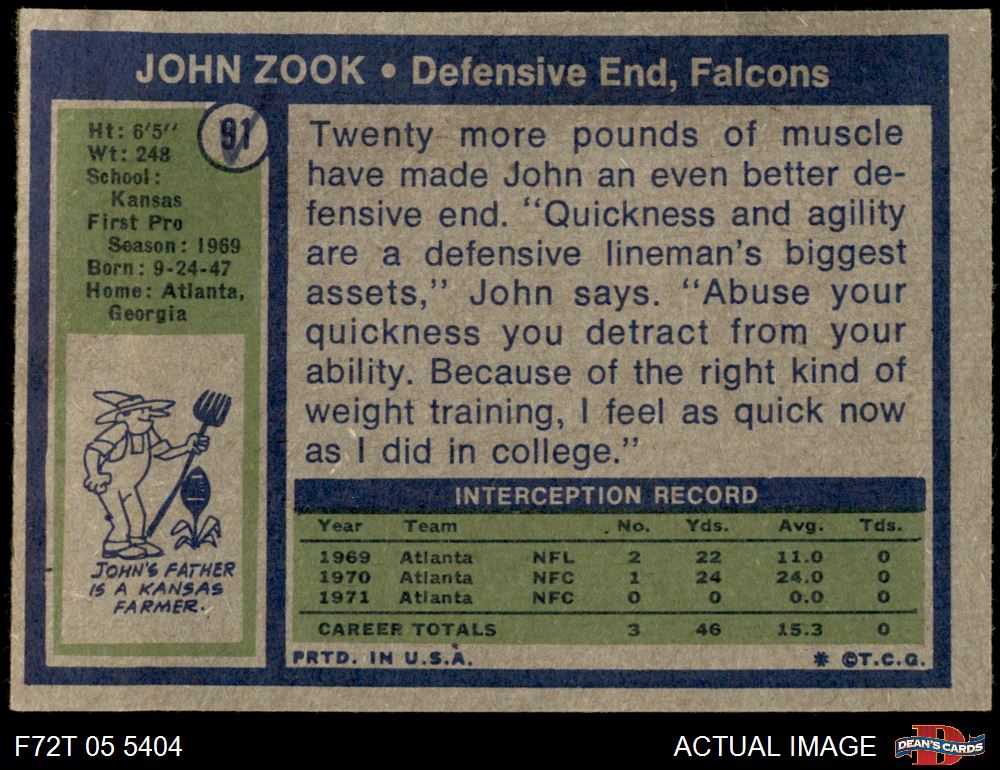 JOHN ZOOK • Defensive End, Falcons
91
Ht: 6'5"
Wt: 248
School:
Kansas
First Pro
Season: 1969
Born: 9-24-47
Home: Atlanta,
Georgia
JOHN'S FATHER
IS A KANSAS
FARMER.
Twenty more pounds of muscle
have made John an even better de-
fensive end. "Quickness and agility
are a defensive lineman's biggest
assets," John says. "Abuse your
quickness you detract from your
ability. Because of the right kind of
weight training, I feel as quick now
as I did in college."
INTERCEPTION RECORD
Year Team No. Yds. Avg. Tds.
1969 Atlanta NFL 2 22 11.0 0
1970 Atlanta NFC 1 24 24.0 0
1971 Atlanta NFC 0 0 0.0 0
CAREER TOTALS 3 46 15.3 0
PRTD. IN U.S.A. * ©T.C.G.
F72T 05 5404 ACTUAL IMAGE D DEAN'S CARDS